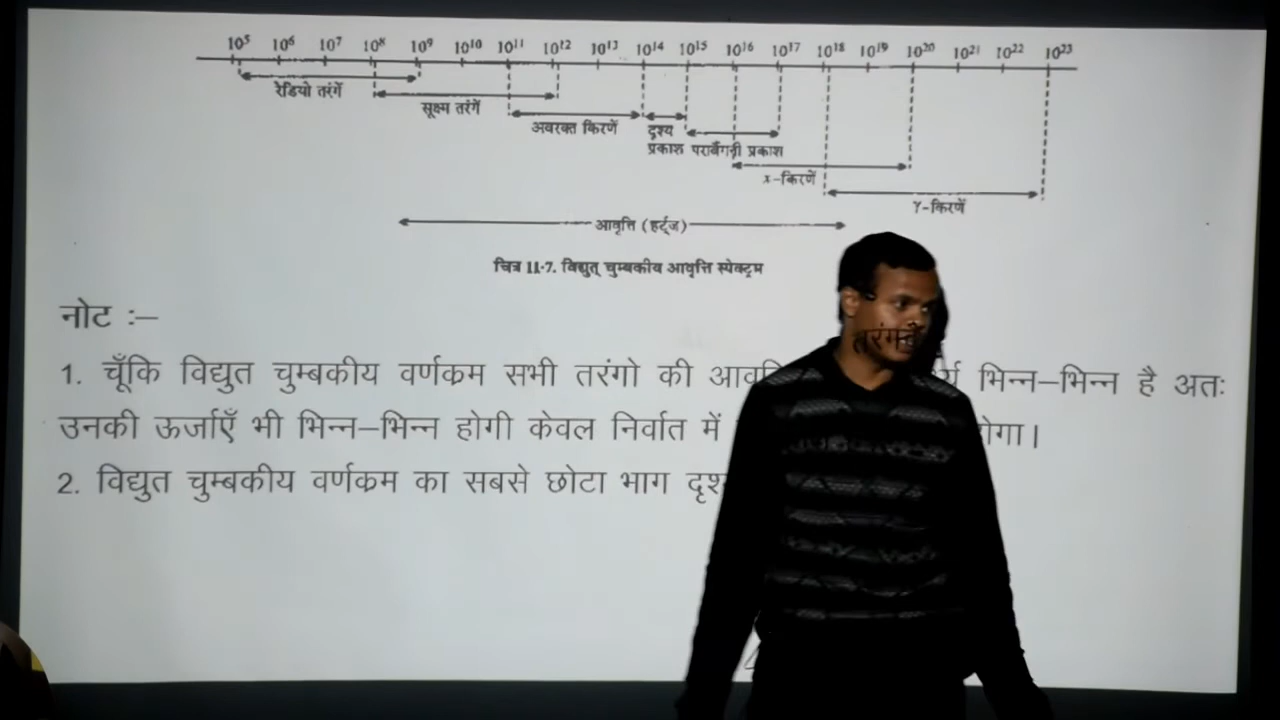 10⁵ 10⁶ 10⁷ 10⁸ 10⁹ 10¹⁰ 10¹¹ 10¹² 10¹³ 10¹⁴ 10¹⁵ 10¹⁶ 10¹⁷ 10¹⁸ 10¹⁹ 10²⁰ 10²¹ 10²² 10²³
रेडियो तरंगें
सूक्ष्म तरंगें
अवरक्त किरणें
दृश्य
प्रकाश पराबैंगनी प्रकाश
x-किरणें
γ-किरणें
आवृत्ति (हर्ट्ज)
चित्र 11·7. विद्युत् चुम्बकीय आवृत्ति स्पेक्ट्रम
नोट :–
1. चूँकि विद्युत चुम्बकीय वर्णक्रम सभी तरंगो की भिन्न–भिन्न है अतः
उनकी ऊर्जाएँ भी भिन्न–भिन्न होगी केवल निर्वात में
2. विद्युत चुम्बकीय वर्णक्रम का सबसे छोटा भाग